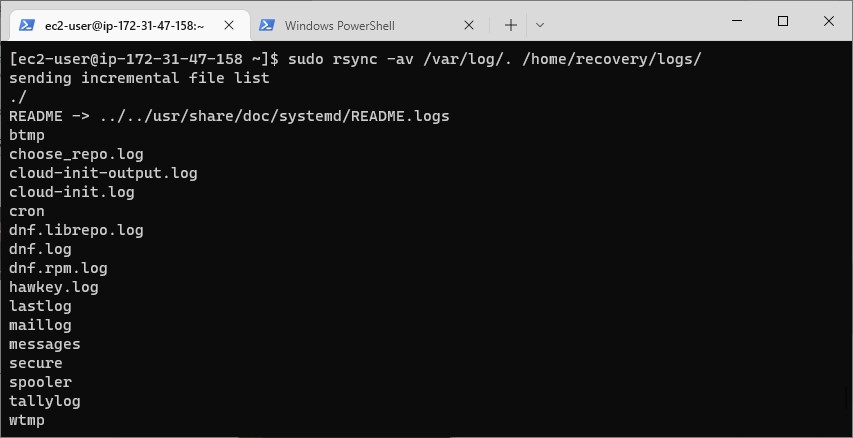 ec2-user@ip-172-31-47-158:~
Windows PowerShell
[ec2-user@ip-172-31-47-158 ~]$ sudo rsync -av /var/log/. /home/recovery/logs/
sending incremental file list
./
README -> ../../usr/share/doc/systemd/README.logs
btmp
choose_repo.log
cloud-init-output.log
cloud-init.log
cron
dnf.librepo.log
dnf.log
dnf.rpm.log
hawkey.log
lastlog
maillog
messages
secure
spooler
tallylog
wtmp